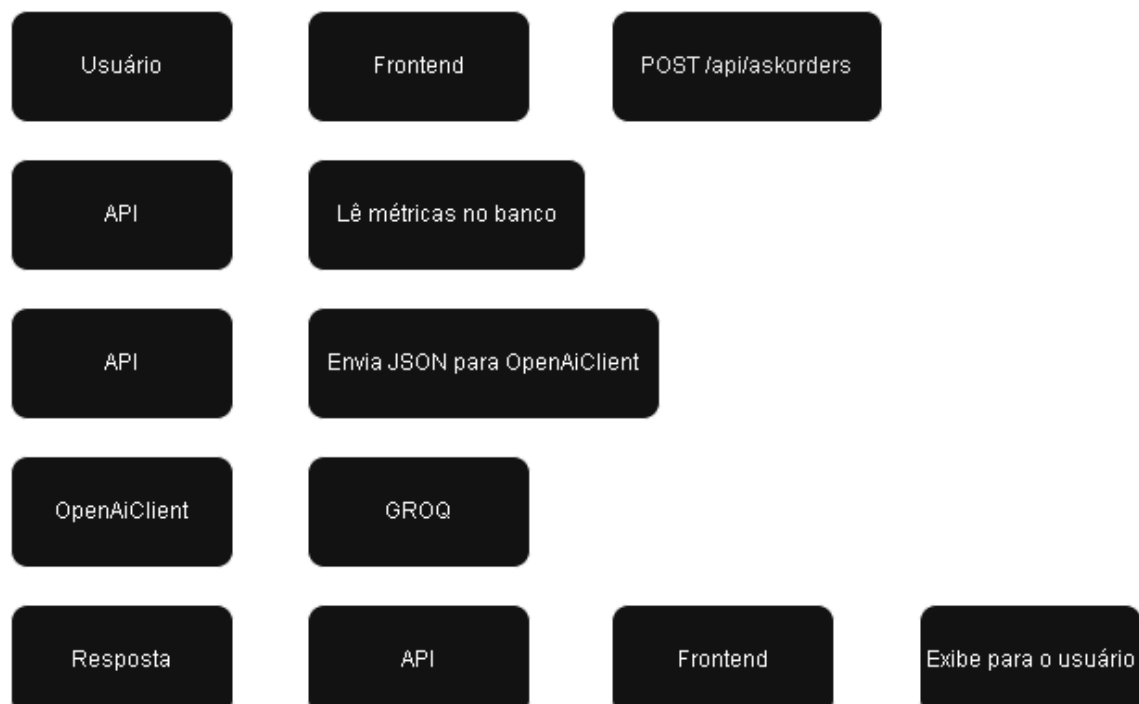 Usuário
Frontend
POST /api/askorders
API
Lê métricas no banco
API
Envia JSON para OpenAiClient
OpenAiClient
GROQ
Resposta
API
Frontend
Exibe para o usuário